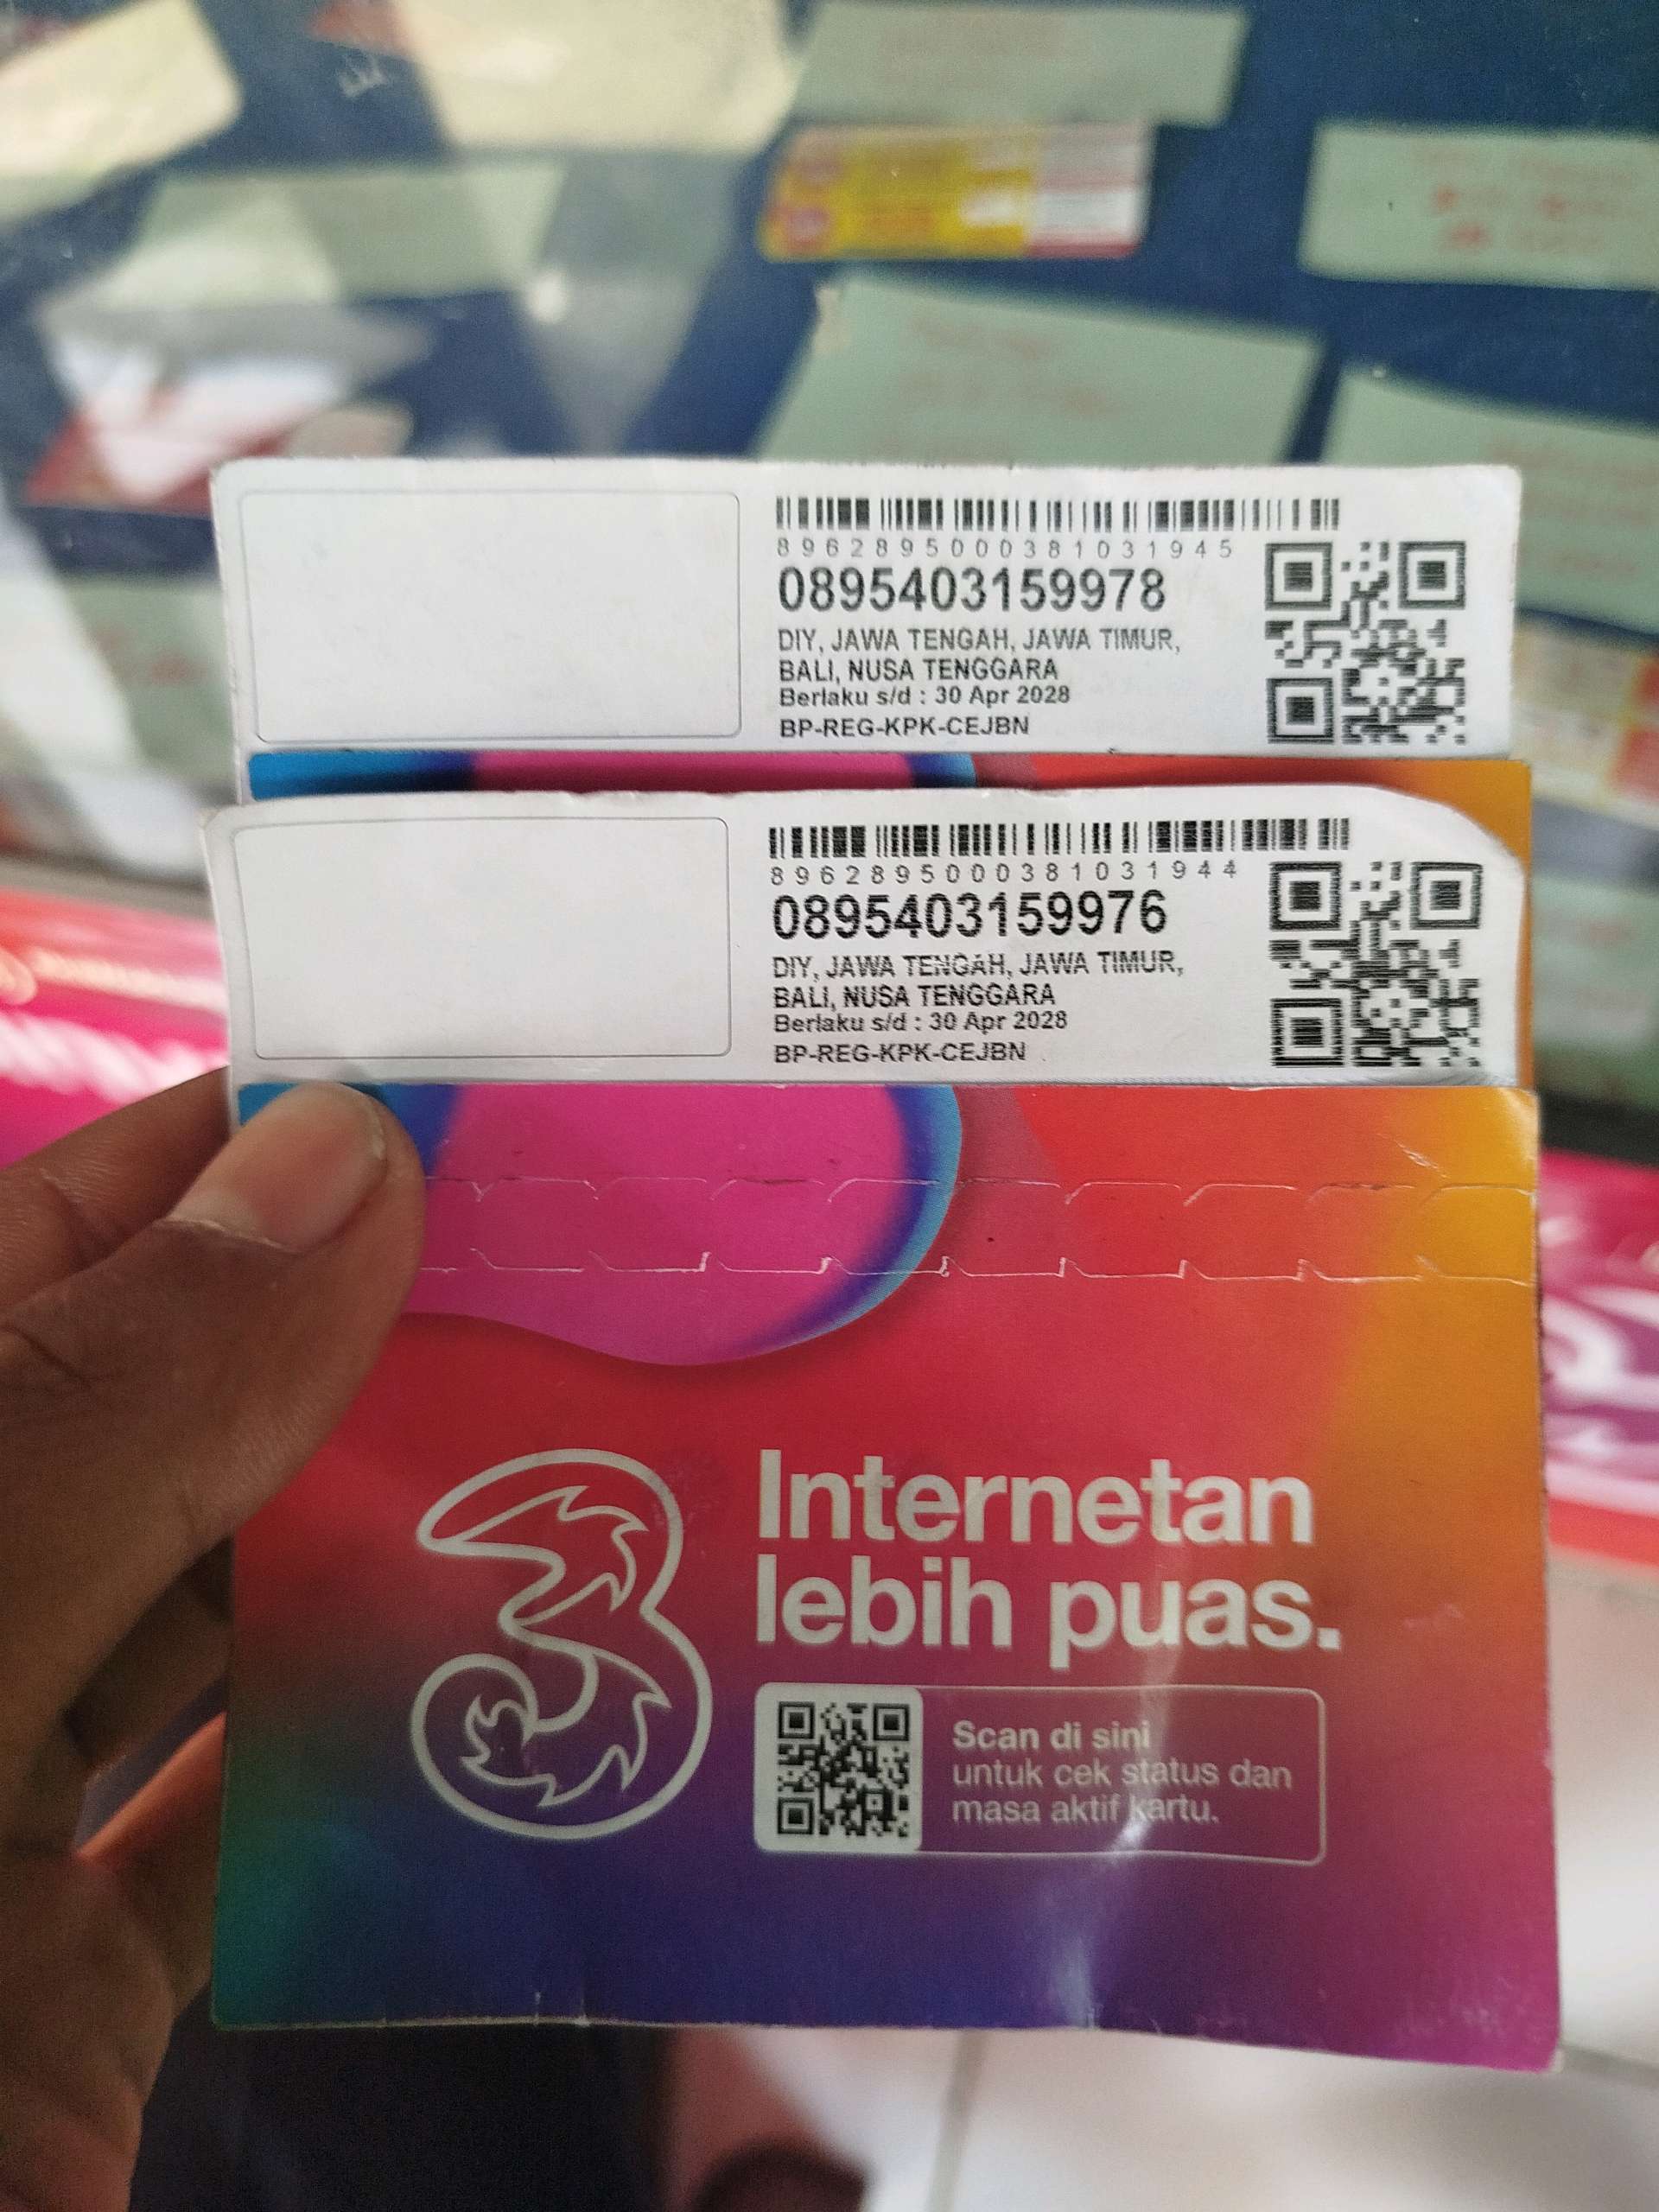 8962895000381031945
0895403159978
DIY, JAWA TENGAH, JAWA TIMUR,
BALI, NUSA TENGGARA
Berlaku s/d : 30 Apr 2028
BP-REG-KPK-CEJBN
8962895000381031944
0895403159976
DIY, JAWA TENGAH, JAWA TIMUR,
BALI, NUSA TENGGARA
Berlaku s/d : 30 Apr 2028
BP-REG-KPK-CEJBN
3
Internetan
lebih puas.
Scan di sini
untuk cek status dan
masa aktif kartu.